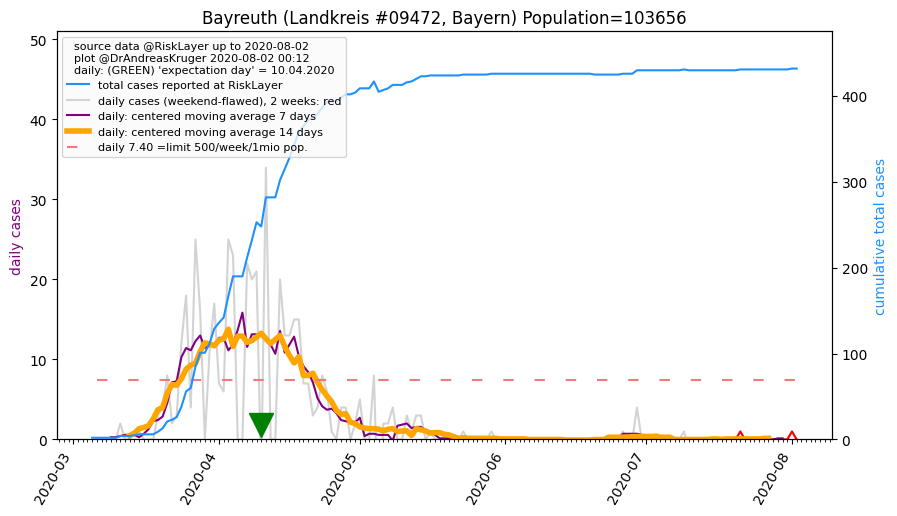 Bayreuth (Landkreis #09472, Bayern) Population=103656
source data @RiskLayer up to 2020-08-02
plot @DrAndreasKruger 2020-08-02 00:12
daily: (GREEN) 'expectation day' = 10.04.2020
total cases reported at RiskLayer
daily cases (weekend-flawed), 2 weeks: red
daily: centered moving average 7 days
daily: centered moving average 14 days
daily 7.40 =limit 500/week/1mio pop.
daily cases
50
40
30
20
10
0
cumulative total cases
400
300
200
100
0
2020-03
2020-04
2020-05
2020-06
2020-07
2020-08